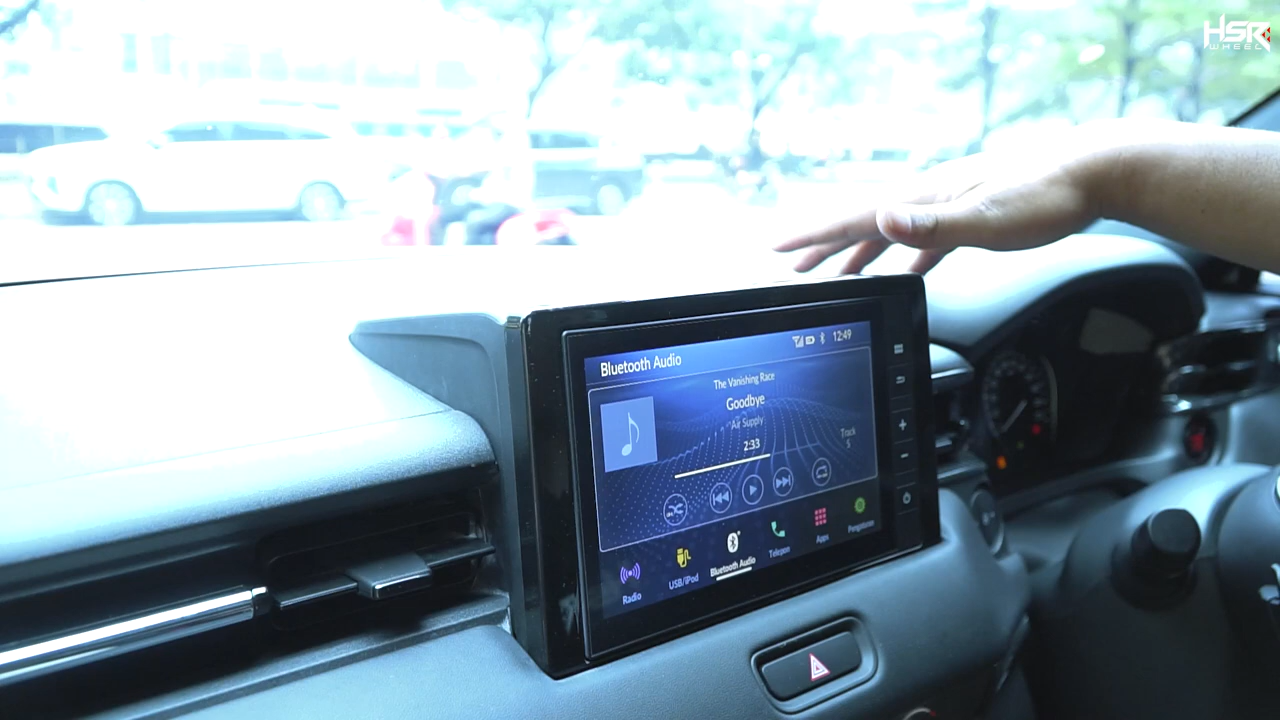 HSR
WHEEL
Bluetooth Audio
12:49
The Vanishing Race
Goodbye
Air Supply
2:33
Track
5
Radio
USB/iPod
Bluetooth Audio
Telepon
Apps
Pengaturan